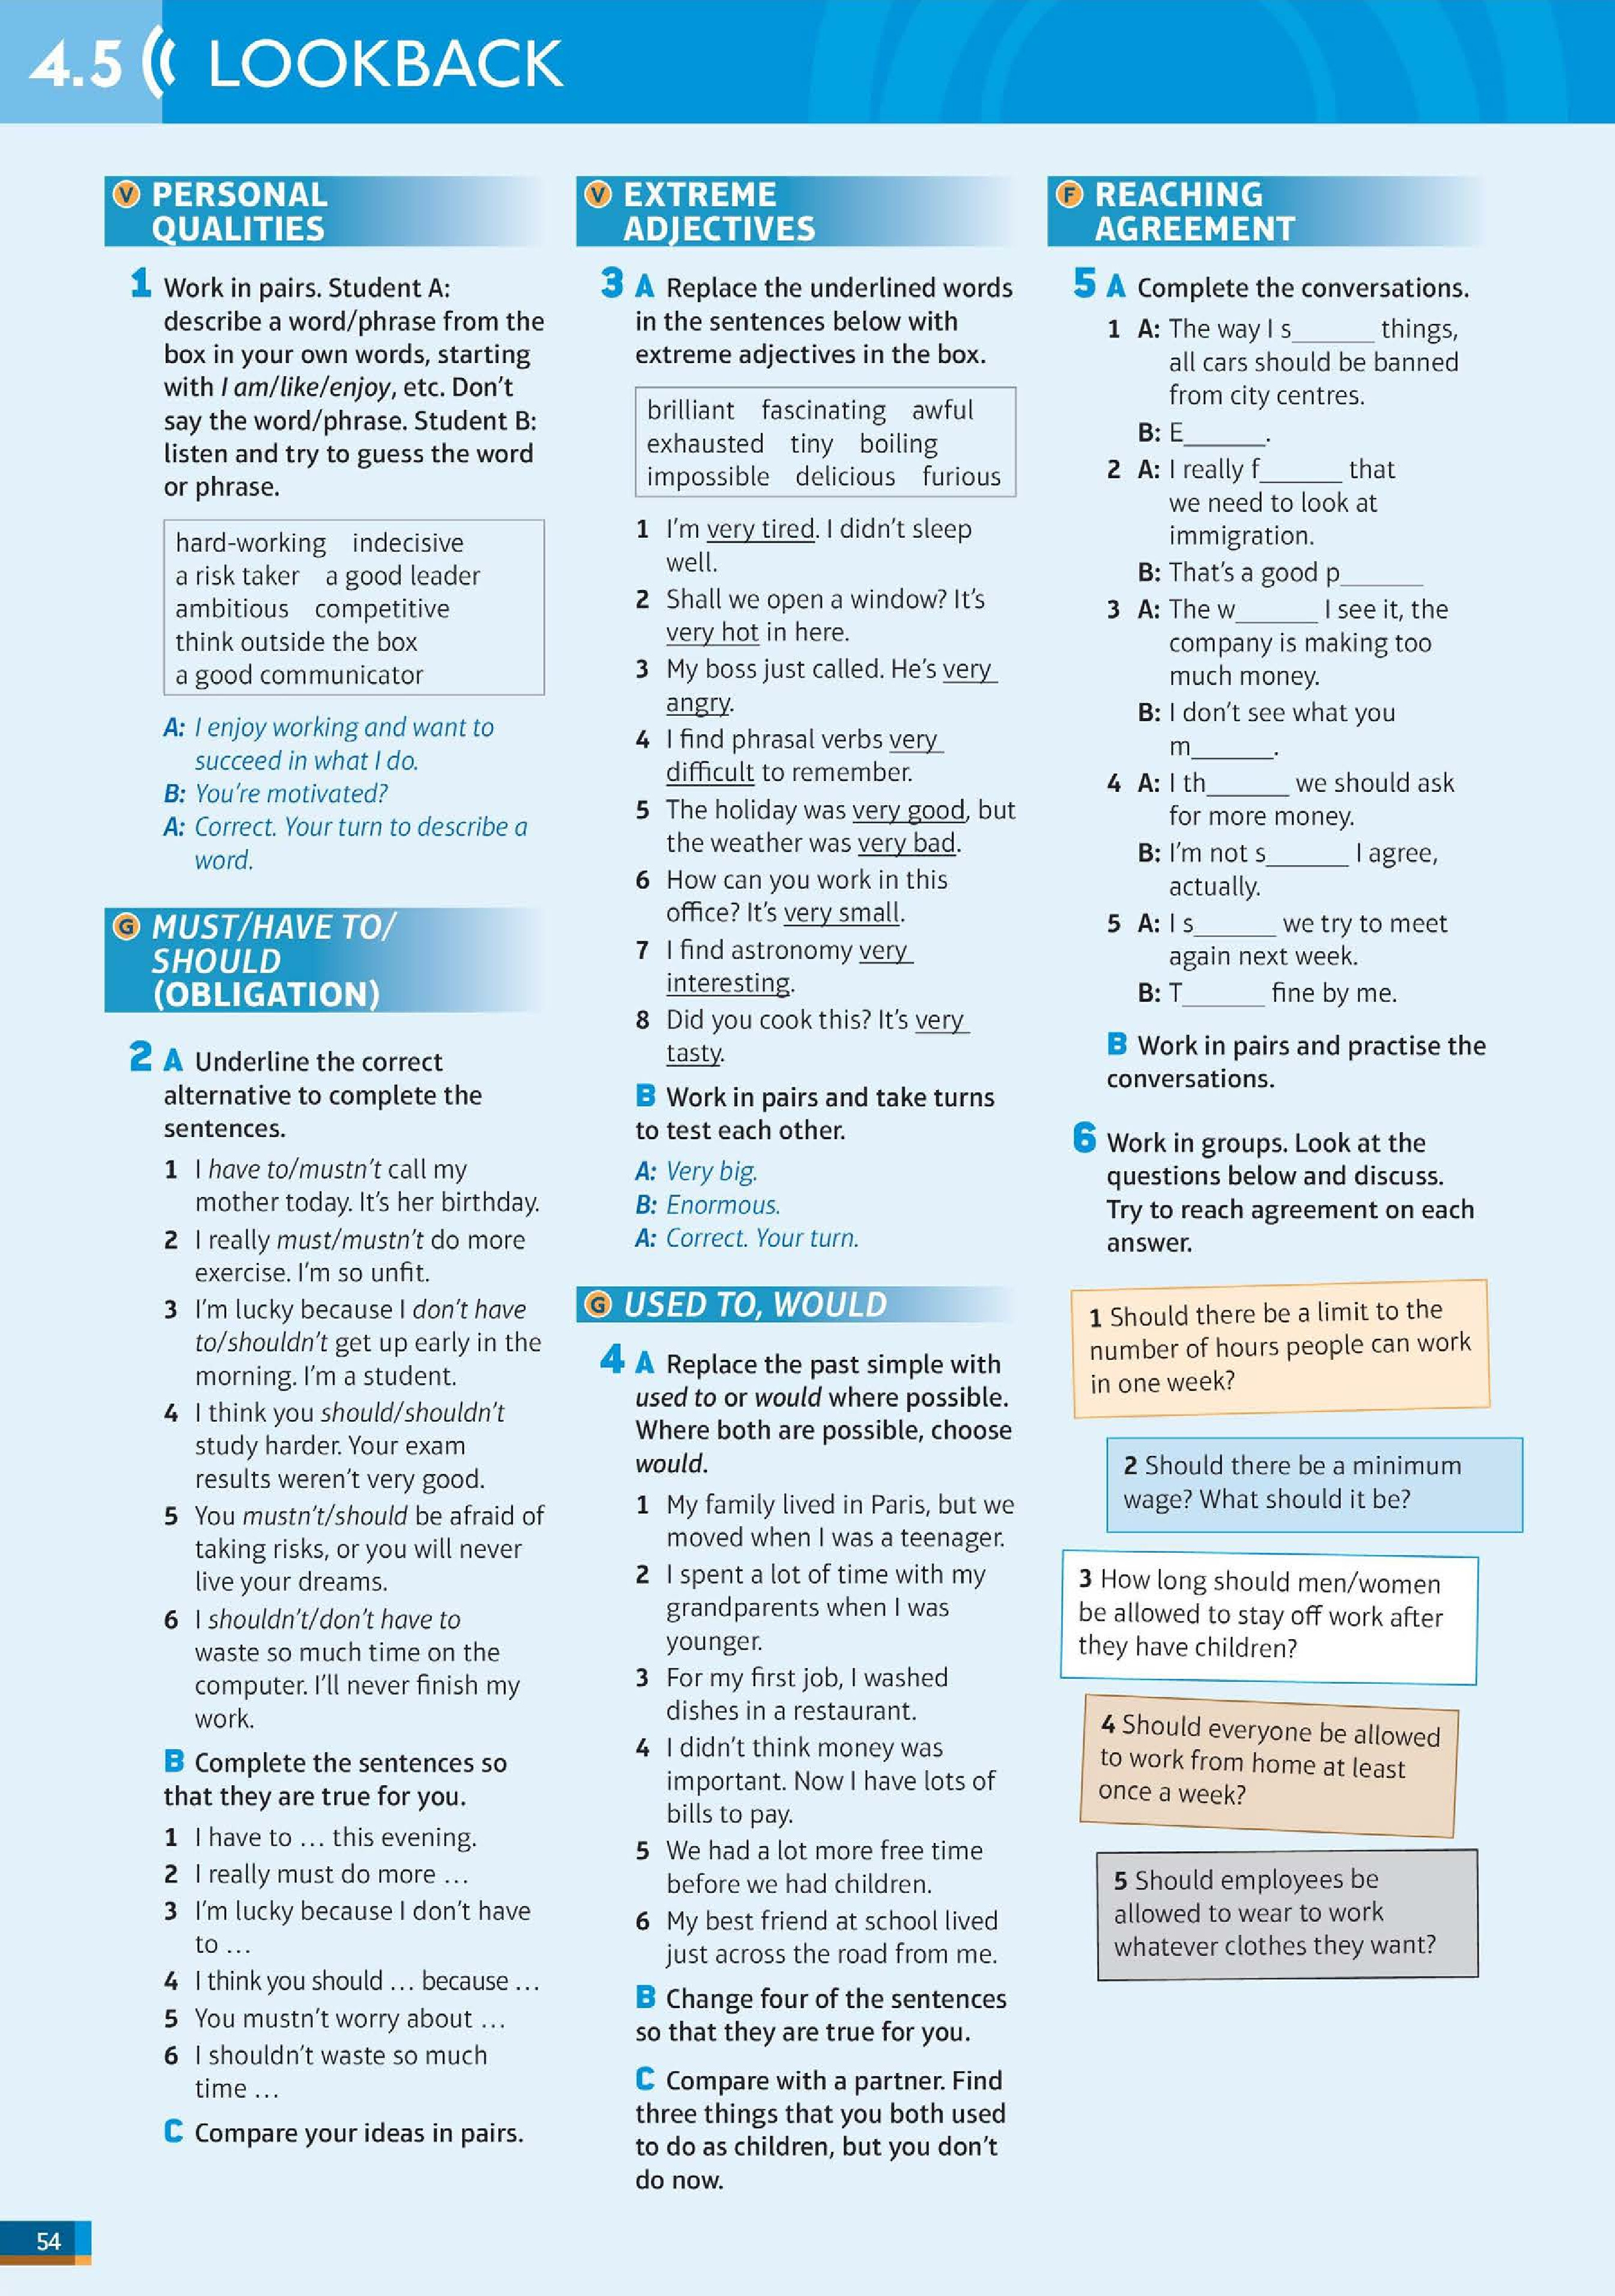 4.5 LOOKBACK
V PERSONAL
QUALITIES
1 Work in pairs. Student A:
describe a word/phrase from the
box in your own words, starting
with I am/like/enjoy, etc. Don't
say the word/phrase. Student B:
listen and try to guess the word
or phrase.
hard-working indecisive
a risk taker a good leader
ambitious competitive
think outside the box
a good communicator
A: I enjoy working and want to
succeed in what I do.
B: You're motivated?
A: Correct. Your turn to describe a
word.
G MUST/HAVE TO/
SHOULD
(OBLIGATION)
2 A Underline the correct
alternative to complete the
sentences.
1 I have to/mustn't call my
mother today. It's her birthday.
2 I really must/mustn't do more
exercise. I'm so unfit.
3 I'm lucky because I don't have
to/shouldn't get up early in the
morning. I'm a student.
4 I think you should/shouldn't
study harder. Your exam
results weren't very good.
5 You mustn't/should be afraid of
taking risks, or you will never
live your dreams.
6 I shouldn't/don't have to
waste so much time on the
computer. I'll never finish my
work.
B Complete the sentences so
that they are true for you.
1 I have to ... this evening.
2 I really must do more ...
3 I'm lucky because I don't have
to ...
4 I think you should ... because ...
5 You mustn't worry about ...
6 I shouldn't waste so much
time ...
C Compare your ideas in pairs.
V EXTREME
ADJECTIVES
3 A Replace the underlined words
in the sentences below with
extreme adjectives in the box.
brilliant fascinating awful
exhausted tiny boiling
impossible delicious furious
1 I'm very tired. I didn't sleep
well.
2 Shall we open a window? It's
very hot in here.
3 My boss just called. He's very
angry.
4 I find phrasal verbs very
difficult to remember.
5 The holiday was very good, but
the weather was very bad.
6 How can you work in this
office? It's very small.
7 I find astronomy very
interesting.
8 Did you cook this? It's very
tasty.
B Work in pairs and take turns
to test each other.
A: Very big.
B: Enormous.
A: Correct. Your turn.
G USED TO, WOULD
4 A Replace the past simple with
used to or would where possible.
Where both are possible, choose
would.
1 My family lived in Paris, but we
moved when I was a teenager.
2 I spent a lot of time with my
grandparents when I was
younger.
3 For my first job, I washed
dishes in a restaurant.
4 I didn't think money was
important. Now I have lots of
bills to pay.
5 We had a lot more free time
before we had children.
6 My best friend at school lived
just across the road from me.
B Change four of the sentences
so that they are true for you.
C Compare with a partner. Find
three things that you both used
to do as children, but you don't
do now.
F REACHING
AGREEMENT
5 A Complete the conversations.
1 A: The way I s______ things,
all cars should be banned
from city centres.
B: E______.
2 A: I really f______ that
we need to look at
immigration.
B: That's a good p______
3 A: The w______ I see it, the
company is making too
much money.
B: I don't see what you
m______.
4 A: I th______ we should ask
for more money.
B: I'm not s______ I agree,
actually.
5 A: I s______ we try to meet
again next week.
B: T______ fine by me.
B Work in pairs and practise the
conversations.
6 Work in groups. Look at the
questions below and discuss.
Try to reach agreement on each
answer.
1 Should there be a limit to the
number of hours people can work
in one week?
2 Should there be a minimum
wage? What should it be?
3 How long should men/women
be allowed to stay off work after
they have children?
4 Should everyone be allowed
to work from home at least
once a week?
5 Should employees be
allowed to wear to work
whatever clothes they want?
54